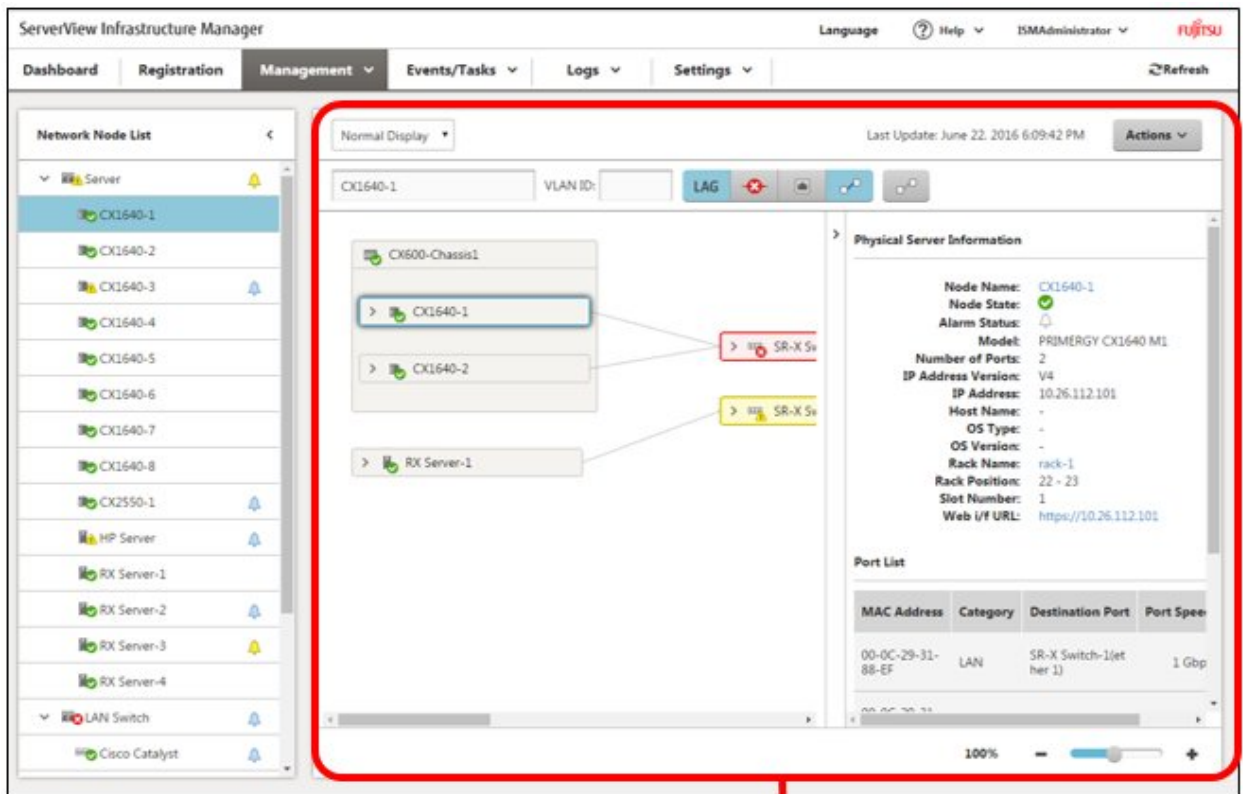 ServerView Infrastructure Manager
Language
Help
ISMAdministrator
FUJITSU
Dashboard
Registration
Management
Events/Tasks
Logs
Settings
Refresh
Network Node List
Server
CX1640-1
CX1640-2
CX1640-3
CX1640-4
CX1640-5
CX1640-6
CX1640-7
CX1640-8
CX2550-1
HP Server
RX Server-1
RX Server-2
RX Server-3
RX Server-4
LAN Switch
Cisco Catalyst
Normal Display
Last Update: June 22. 2016 6:09:42 PM
Actions
CX1640-1
VLAN ID:
LAG
CX600-Chassis1
CX1640-1
CX1640-2
RX Server-1
SR-X Sw
SR-X Sw
Physical Server Information
Node Name: CX1640-1
Node State:
Alarm Status:
Model: PRIMERGY CX1640 M1
Number of Ports: 2
IP Address Version: V4
IP Address: 10.26.112.101
Host Name: -
OS Type: -
OS Version: -
Rack Name: rack-1
Rack Position: 22 - 23
Slot Number: 1
Web i/f URL: https://10.26.112.101
Port List
MAC Address Category Destination Port Port Spee
00-0C-29-31- LAN SR-X Switch-1(et 1 Gbp
88-EF her 1)
100%